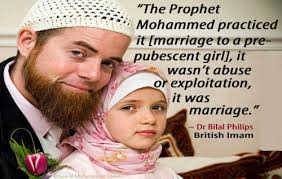 “The Prophet
Mohammed practiced
it [marriage to a pre-
pubescent girl], it
wasn’t abuse
or exploitation,
it was
marriage.”
~ Dr Bilal Philips
British Imam